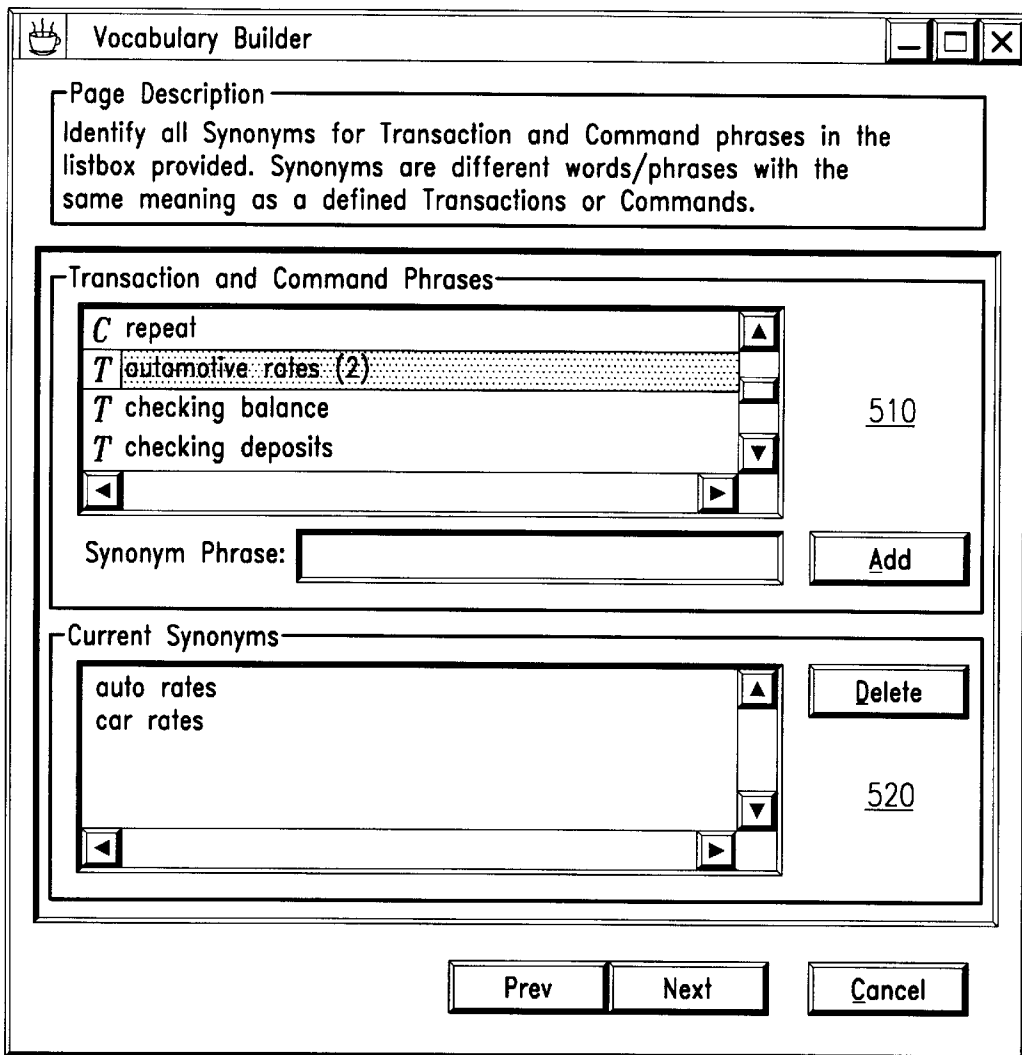 Vocabulary Builder
Page Description
Identify all Synonyms for Transaction and Command phrases in the
listbox provided. Synonyms are different words/phrases with the
same meaning as a defined Transactions or Commands.
Transaction and Command Phrases
C repeat
T automotive rates (2)
T checking balance
T checking deposits
510
Synonym Phrase:
Add
Current Synonyms
auto rates
car rates
Delete
520
Prev
Next
Cancel